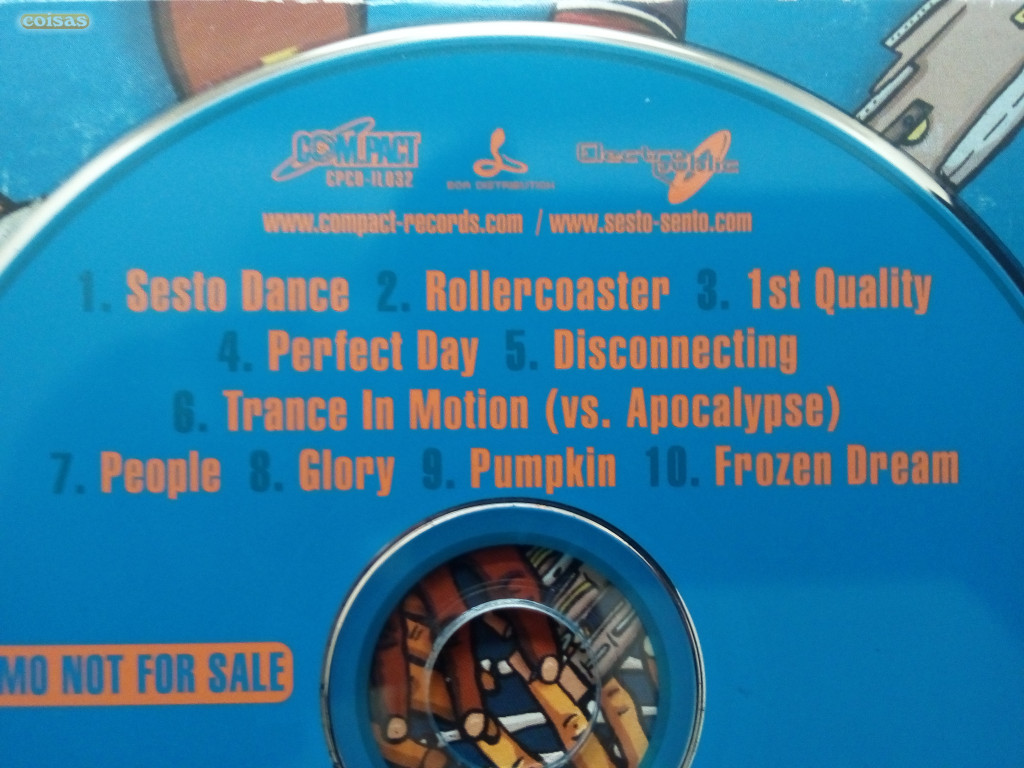 coisas
COM.PACT
CPCD-IL032
BOA DISTRIBUTION
www.compact-records.com / www.sesto-sento.com
1. Sesto Dance 2. Rollercoaster 3. 1st Quality
4. Perfect Day 5. Disconnecting
6. Trance In Motion (vs. Apocalypse)
7. People 8. Glory 9. Pumpkin 10. Frozen Dream
MO NOT FOR SALE